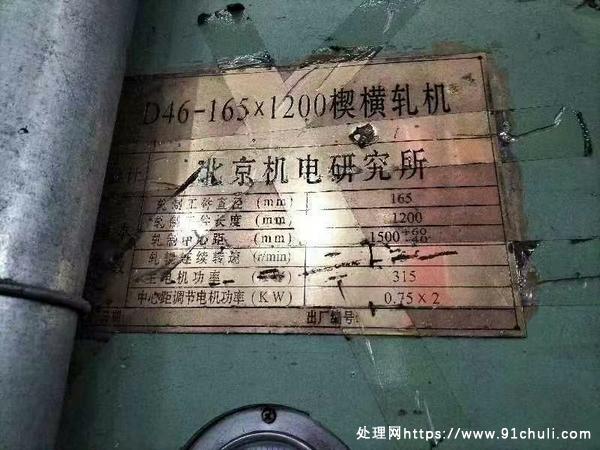 D46-165×1200楔横轧机
北京机电研究所
轧制工件直径 (mm) 165
轧制工件长度 (mm) 1200
轧制中心距 (mm) 1500 +60 -40
轧辊连续转速 (r/min)
主电机功率 315
中心距调节电机功率 (KW) 0.75×2
出厂编号:
处理网https://www.91chuli.com